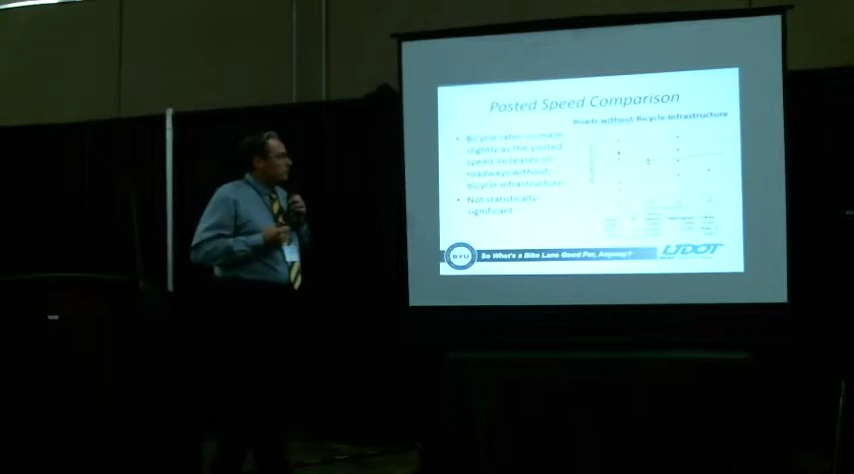 Posted Speed Comparison
Roads without Bicycle Infrastructure
• Bicycle rates increase
slightly as the posted
speed increases on
roadways without
bicycle infrastructure
• Not statistically
significant
BYU
So What's a Bike Lane Good For, Anyway?
UDOT